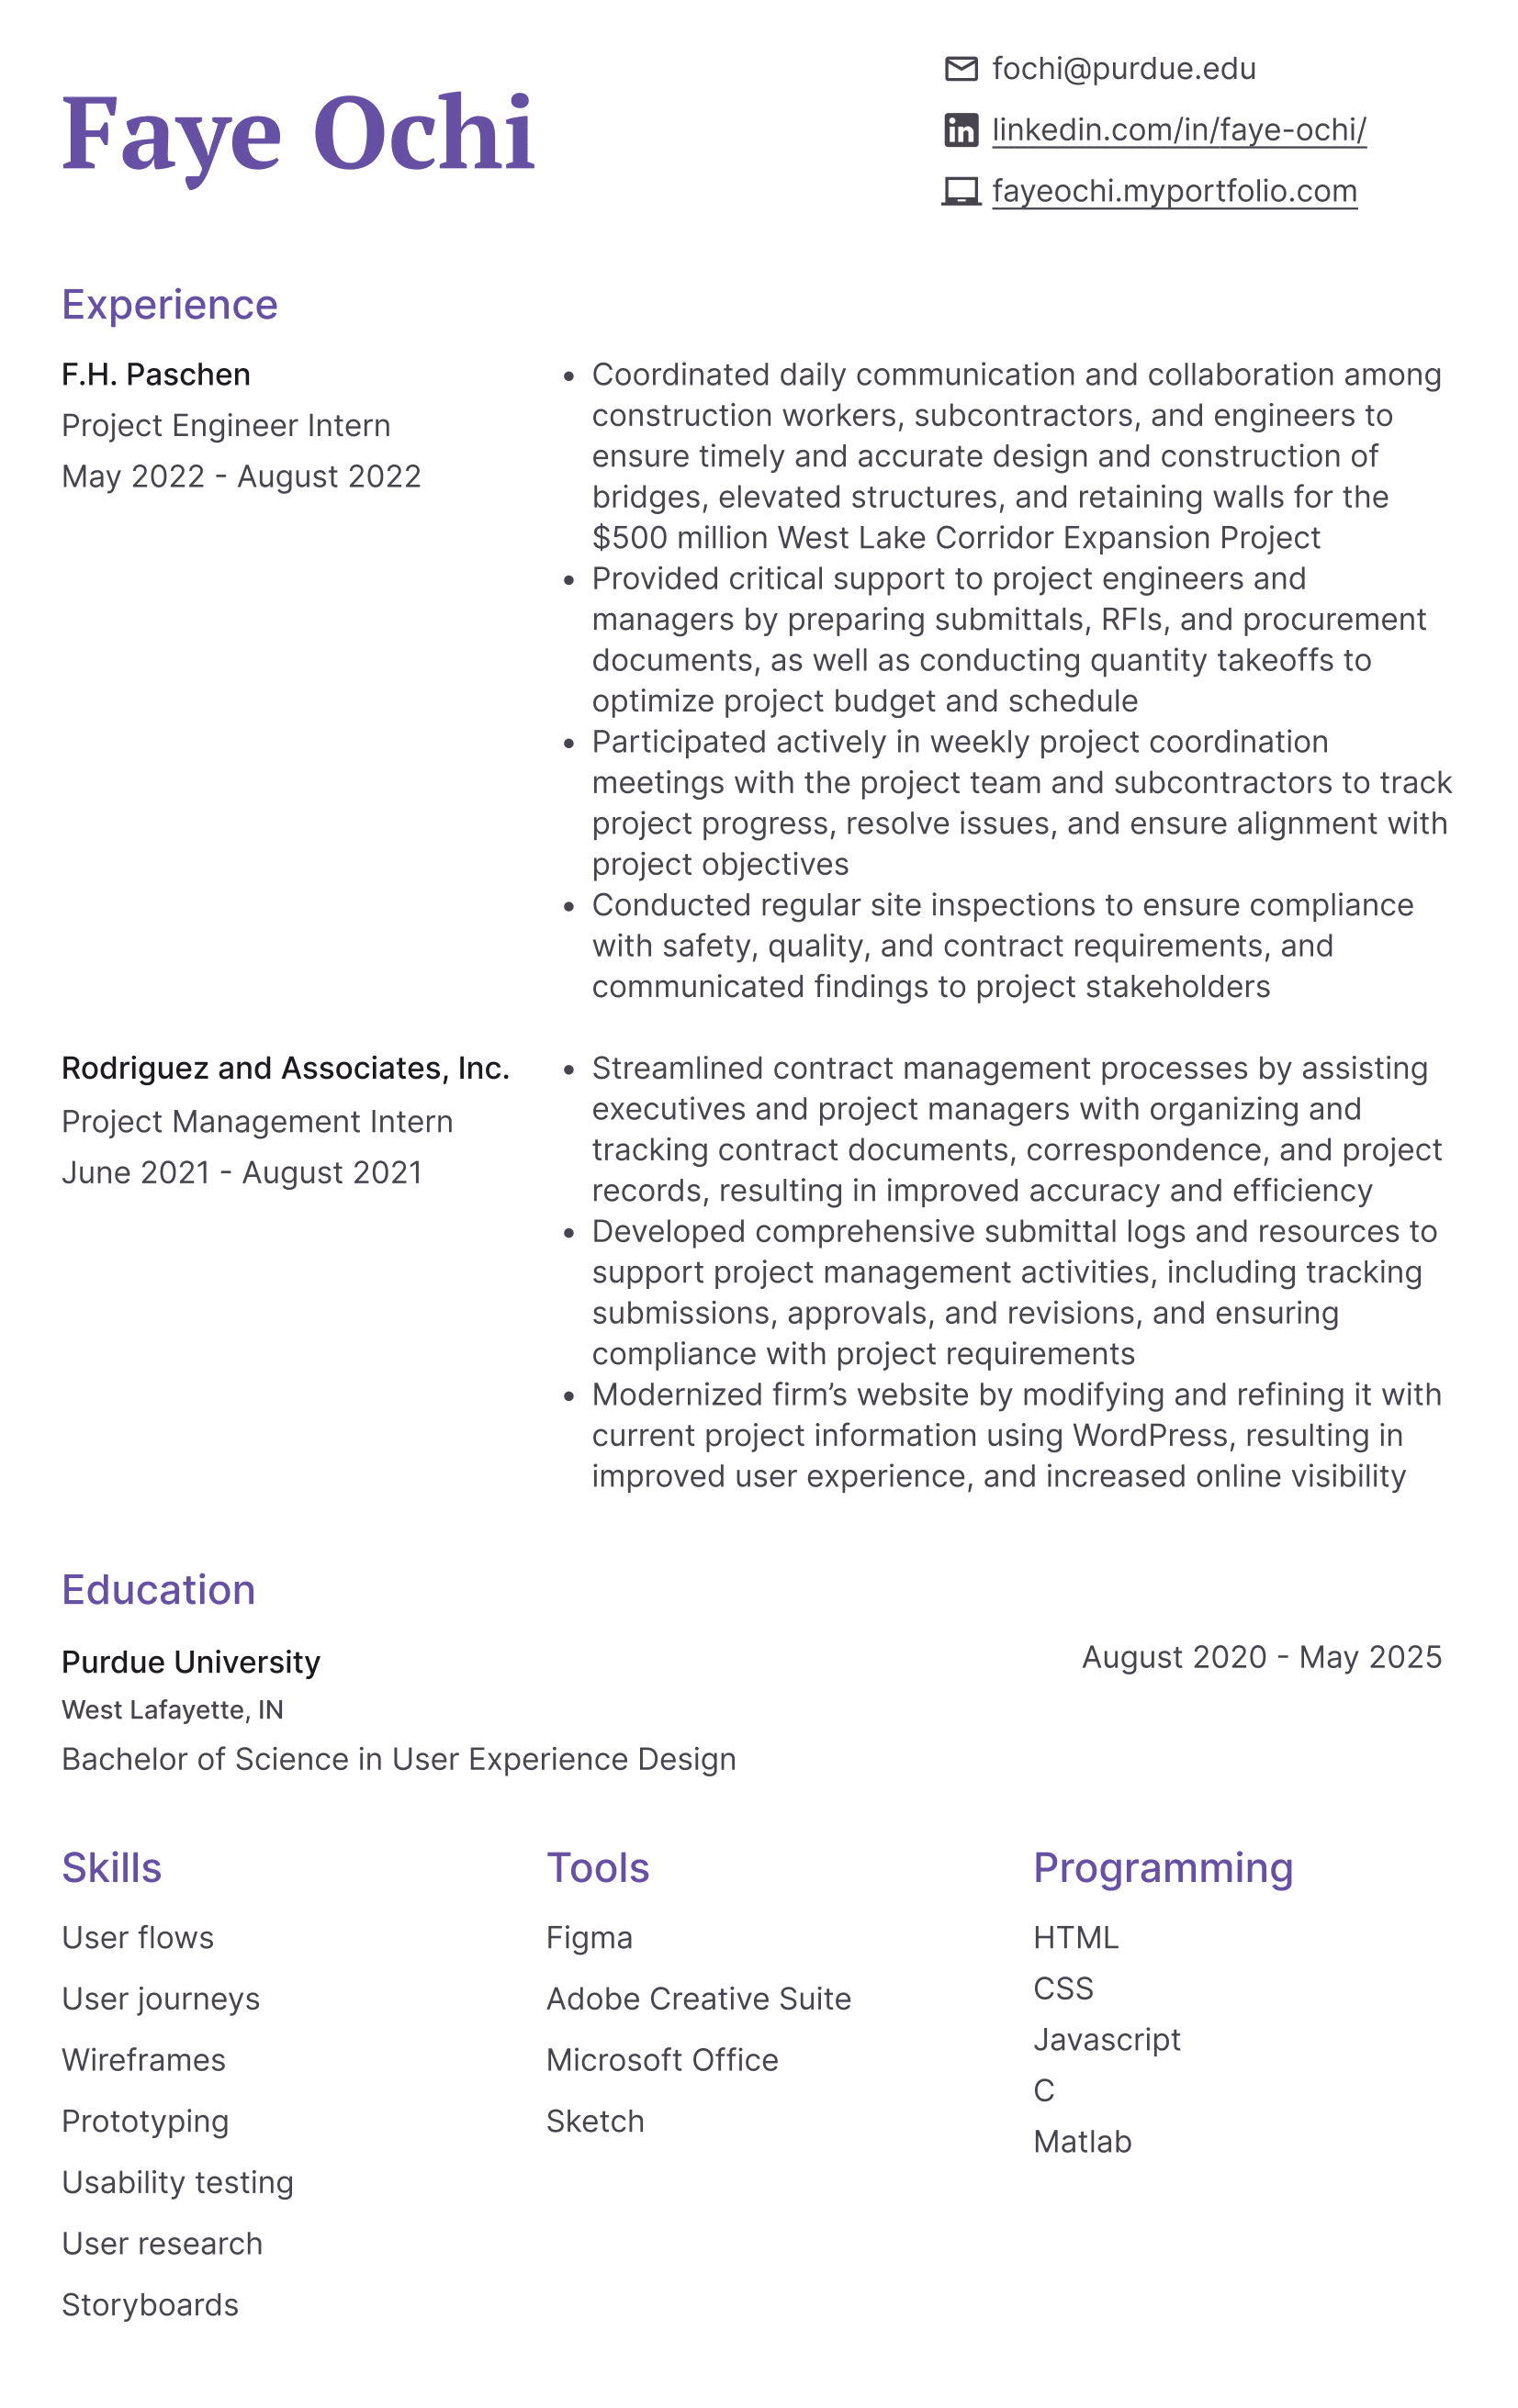 Faye Ochi
fochi@purdue.edu
linkedin.com/in/faye-ochi/
fayeochi.myportfolio.com
Experience
F.H. Paschen
Project Engineer Intern
May 2022 - August 2022
• Coordinated daily communication and collaboration among
construction workers, subcontractors, and engineers to
ensure timely and accurate design and construction of
bridges, elevated structures, and retaining walls for the
$500 million West Lake Corridor Expansion Project
• Provided critical support to project engineers and
managers by preparing submittals, RFIs, and procurement
documents, as well as conducting quantity takeoffs to
optimize project budget and schedule
• Participated actively in weekly project coordination
meetings with the project team and subcontractors to track
project progress, resolve issues, and ensure alignment with
project objectives
• Conducted regular site inspections to ensure compliance
with safety, quality, and contract requirements, and
communicated findings to project stakeholders
Rodriguez and Associates, Inc.
Project Management Intern
June 2021 - August 2021
• Streamlined contract management processes by assisting
executives and project managers with organizing and
tracking contract documents, correspondence, and project
records, resulting in improved accuracy and efficiency
• Developed comprehensive submittal logs and resources to
support project management activities, including tracking
submissions, approvals, and revisions, and ensuring
compliance with project requirements
• Modernized firm’s website by modifying and refining it with
current project information using WordPress, resulting in
improved user experience, and increased online visibility
Education
Purdue University
August 2020 - May 2025
West Lafayette, IN
Bachelor of Science in User Experience Design
Skills
User flows
User journeys
Wireframes
Prototyping
Usability testing
User research
Storyboards
Tools
Figma
Adobe Creative Suite
Microsoft Office
Sketch
Programming
HTML
CSS
Javascript
C
Matlab